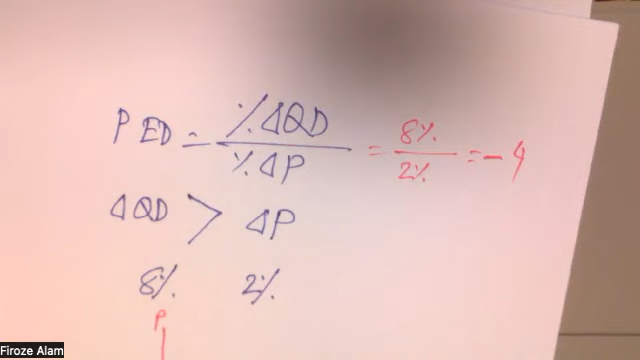 PED = %ΔQD / %ΔP = 8% / 2% = -4
ΔQD > ΔP
8% 2%
P
Firoze Alam